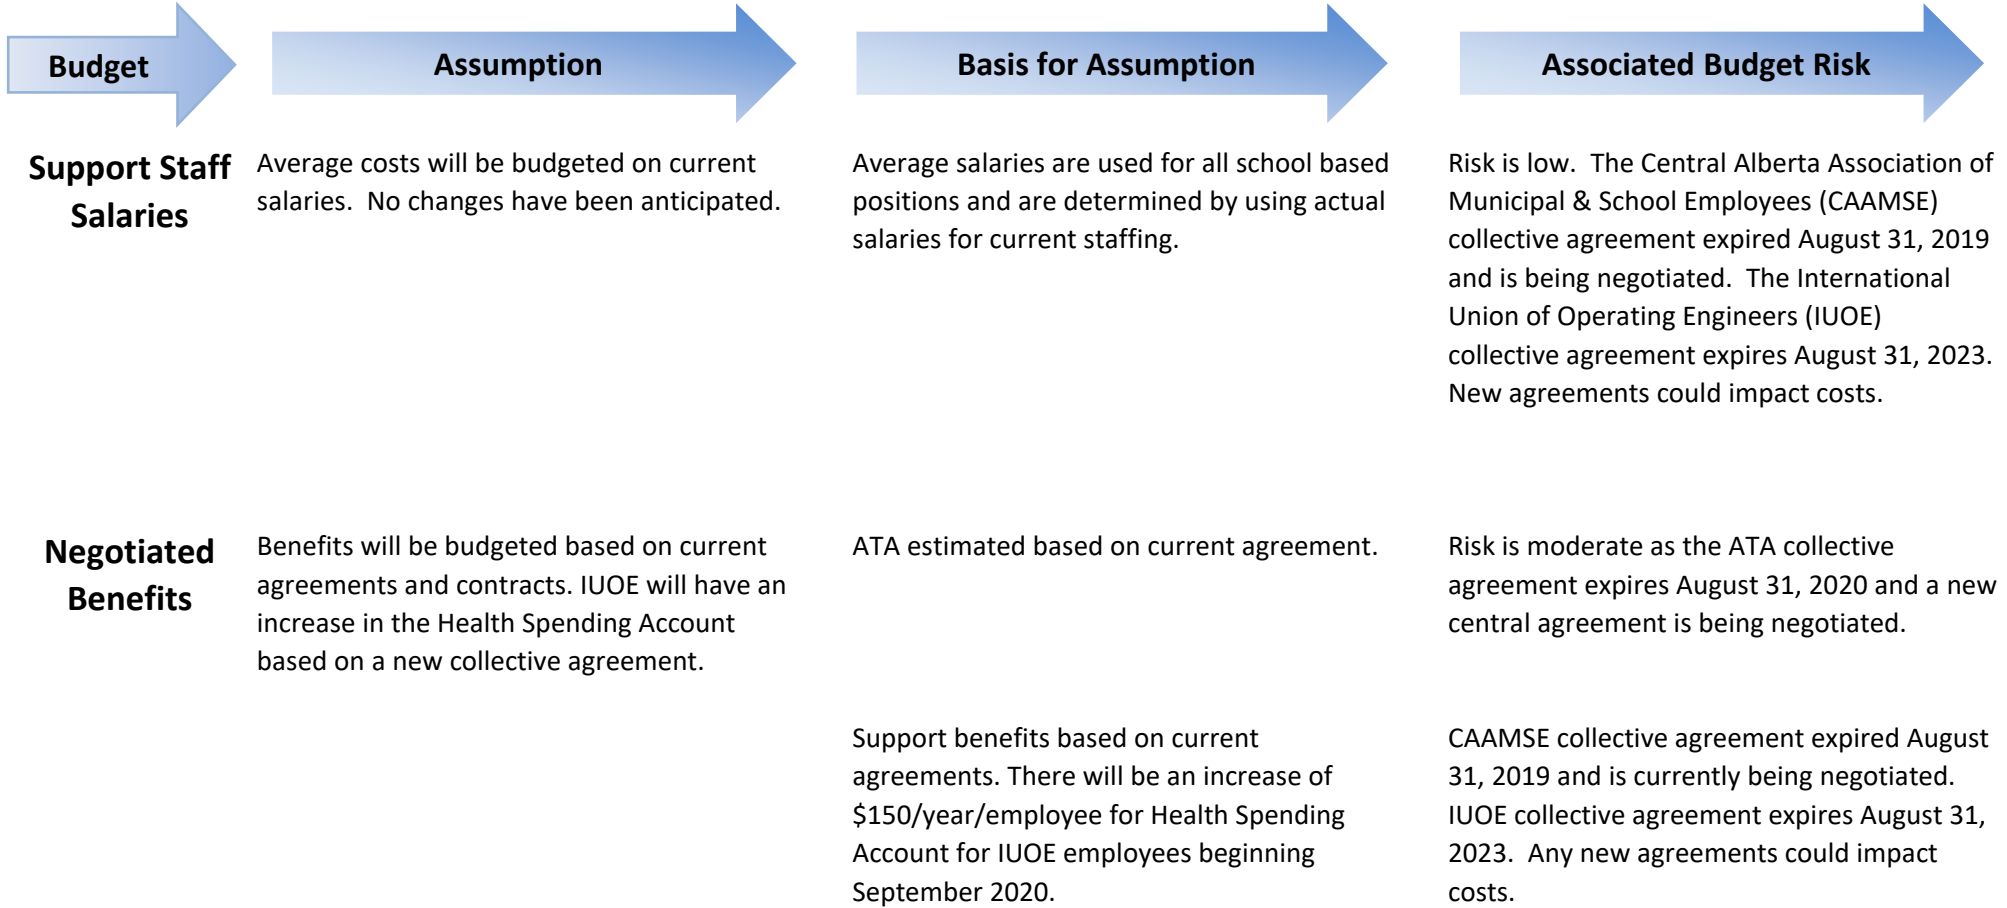 Budget
Assumption
Basis for Assumption
Associated Budget Risk
Support Staff
Salaries
Average costs will be budgeted on current
salaries.  No changes have been anticipated.
Average salaries are used for all school based
positions and are determined by using actual
salaries for current staffing.
Risk is low.  The Central Alberta Association of
Municipal & School Employees (CAAMSE)
collective agreement expired August 31, 2019
and is being negotiated.  The International
Union of Operating Engineers (IUOE)
collective agreement expires August 31, 2023.
New agreements could impact costs.
Negotiated
Benefits
Benefits will be budgeted based on current
agreements and contracts. IUOE will have an
increase in the Health Spending Account
based on a new collective agreement.
ATA estimated based on current agreement.
Risk is moderate as the ATA collective
agreement expires August 31, 2020 and a new
central agreement is being negotiated.
Support benefits based on current
agreements. There will be an increase of
$150/year/employee for Health Spending
Account for IUOE employees beginning
September 2020.
CAAMSE collective agreement expired August
31, 2019 and is currently being negotiated.
IUOE collective agreement expires August 31,
2023.  Any new agreements could impact
costs.